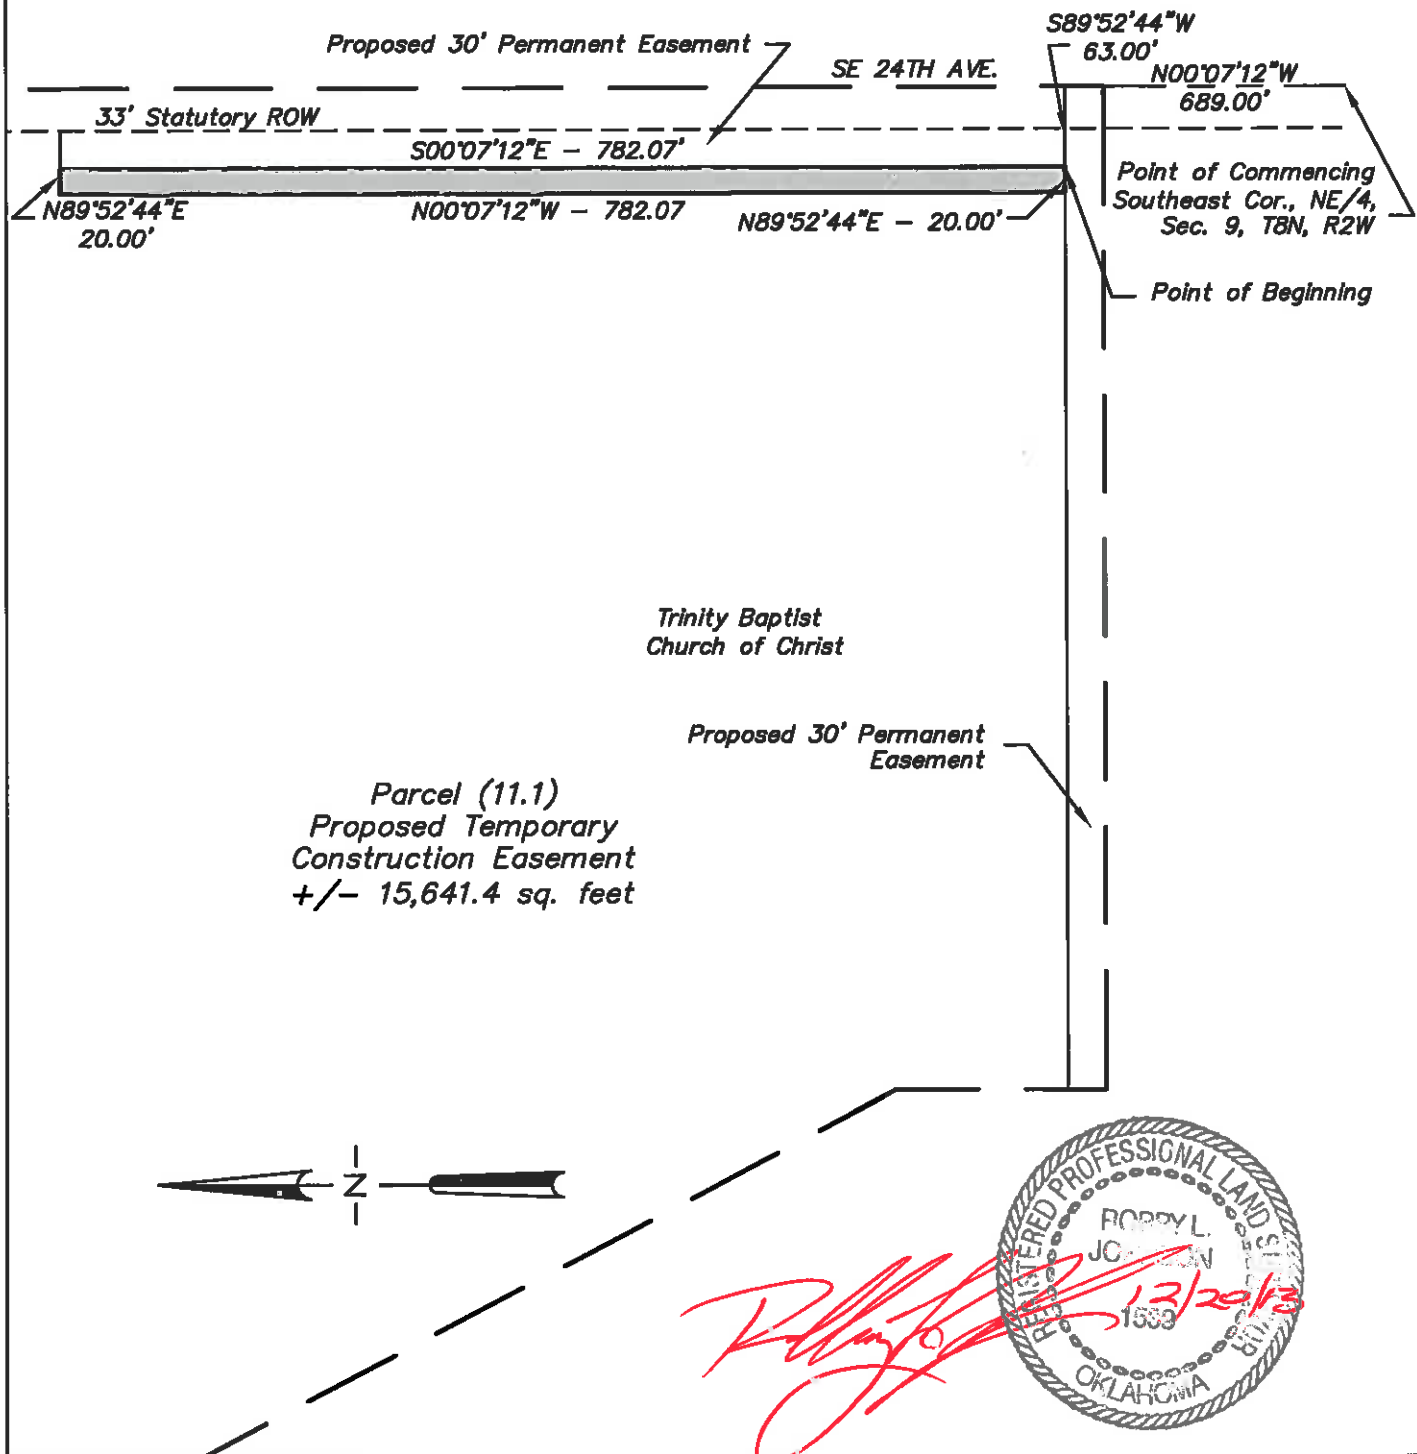 S89°52'44"W
63.00'
Proposed 30' Permanent Easement
SE 24TH AVE.
N00°07'12"W
689.00'
33' Statutory ROW
S00°07'12"E - 782.07'
Point of Commencing
Southeast Cor., NE/4,
Sec. 9, T8N, R2W
N89°52'44"E
20.00'
N00°07'12"W - 782.07
N89°52'44"E - 20.00'
Point of Beginning
Trinity Baptist
Church of Christ
Proposed 30' Permanent
Easement
Parcel (11.1)
Proposed Temporary
Construction Easement
+/- 15,641.4 sq. feet
N
REGISTERED PROFESSIONAL LAND
L.
12/20/13
OKLAHOMA